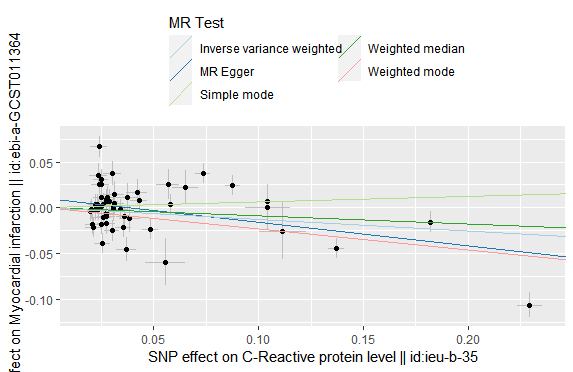 MR Test
Inverse variance weighted
Weighted median
MR Egger
Weighted mode
Simple mode
fect on Myocardial infarction || id:ebi-a-GCST011364
0.05
0.00
-0.05
-0.10
0.05
0.10
0.15
0.20
SNP effect on C-Reactive protein level || id:ieu-b-35